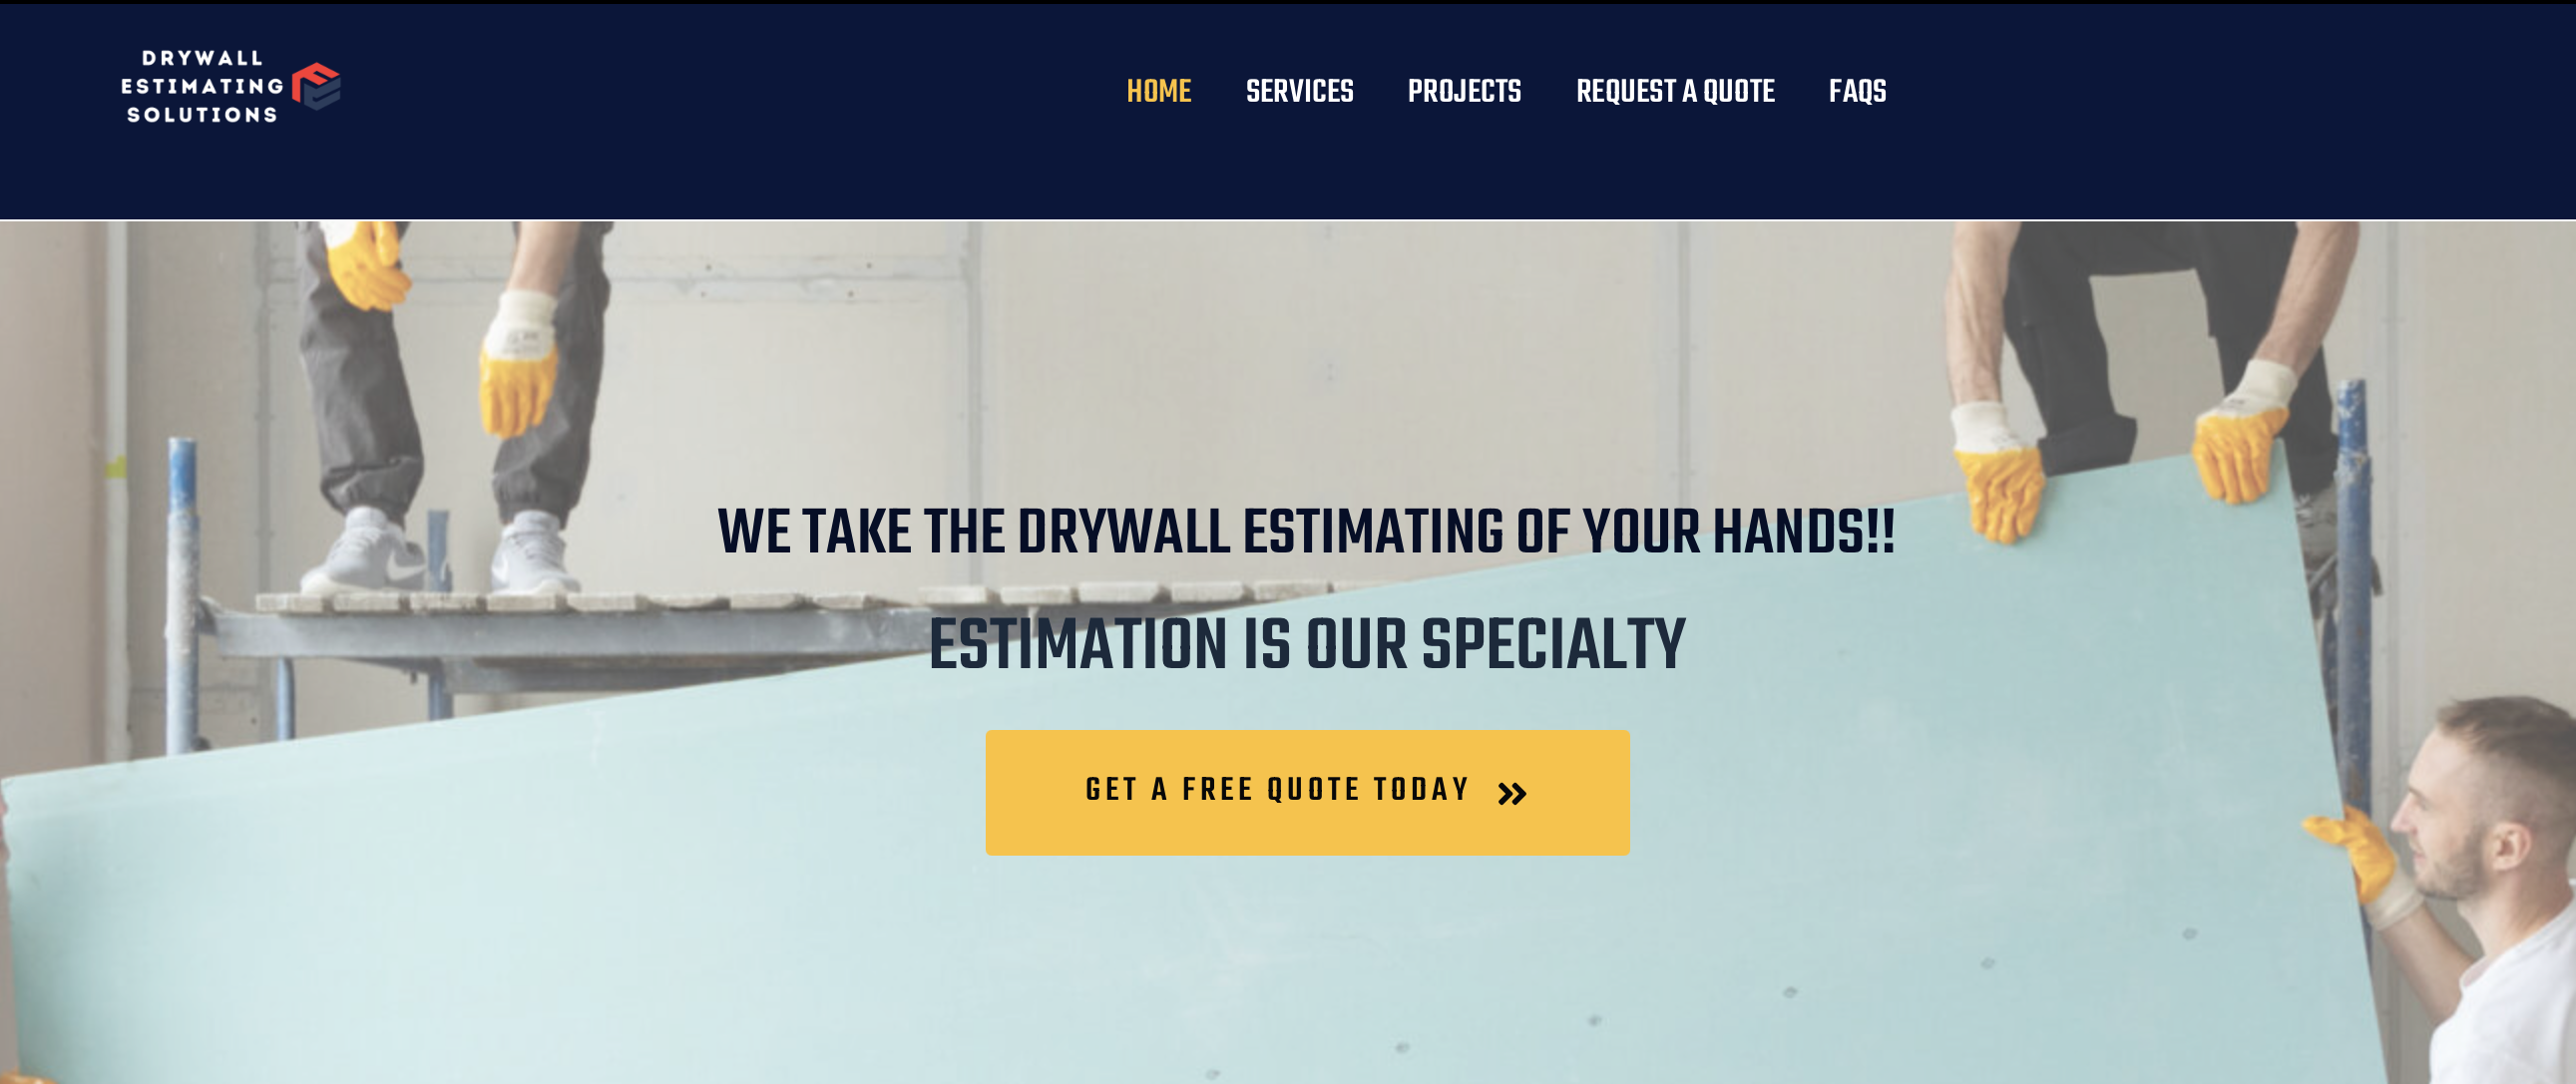 DRYWALL
ESTIMATING
SOLUTIONS
HOME SERVICES PROJECTS REQUEST A QUOTE FAQS
WE TAKE THE DRYWALL ESTIMATING OF YOUR HANDS!!
ESTIMATION IS OUR SPECIALTY
GET A FREE QUOTE TODAY